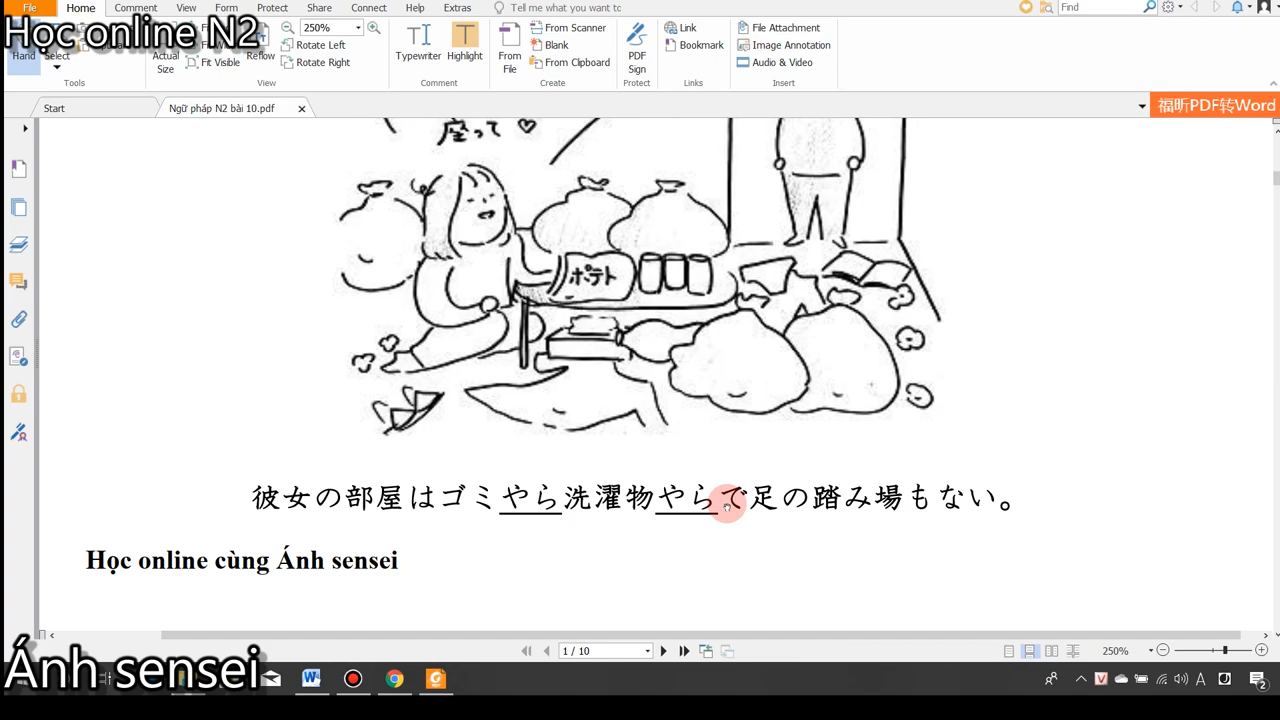 File Home Comment View Form Protect Share Connect Help Extras Tell me what you want to Find
Học online N2
250%
Rotate Left
Hand Select Actual Size Fit Visible Reflow Rotate Right Typewriter Highlight From File
From Scanner
Blank
From Clipboard
PDF Sign
Link
Bookmark
File Attachment
Image Annotation
Audio & Video
Tools View Comment Create Protect Links Insert
Start Ngữ pháp N2 bài 10.pdf 福昕PDF转Word
座って♡
ポテト
彼女の部屋はゴミやら洗濯物やらで足の踏み場もない。
Học online cùng Ánh sensei
1 / 10 250%
Ánh sensei